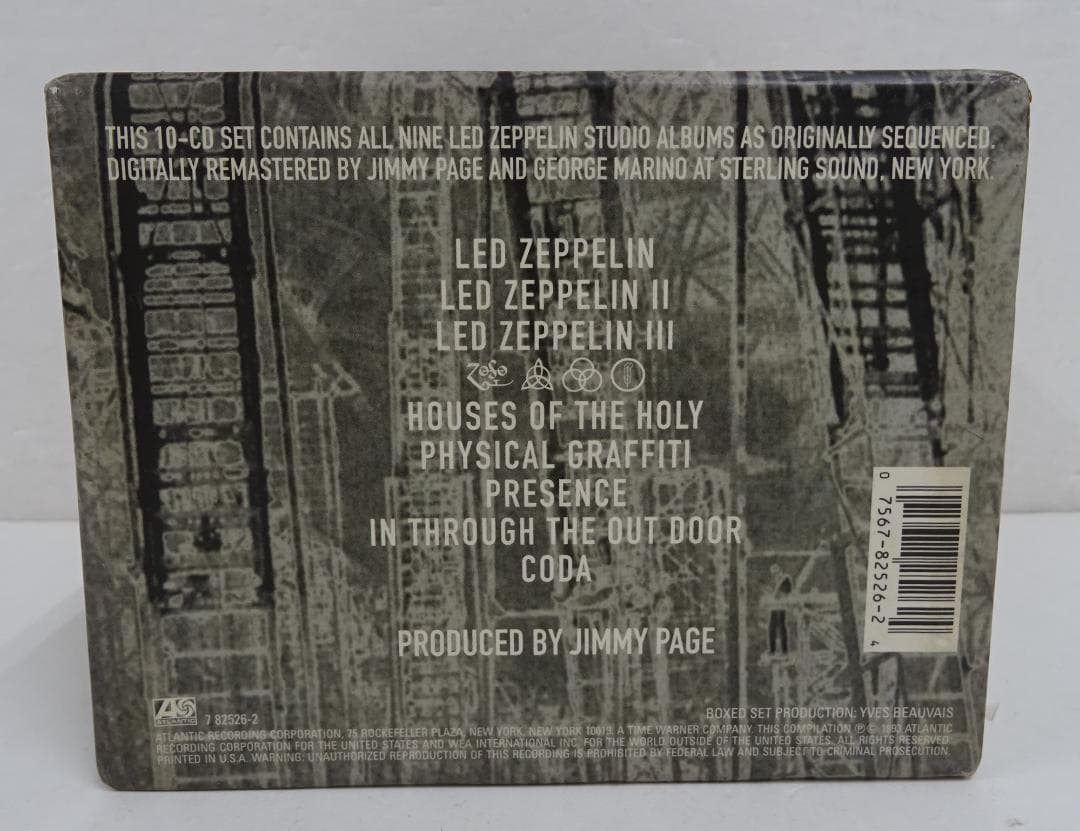 THIS 10-CD SET CONTAINS ALL NINE LED ZEPPELIN STUDIO ALBUMS AS ORIGINALLY SEQUENCED.
DIGITALLY REMASTERED BY JIMMY PAGE AND GEORGE MARINO AT STERLING SOUND, NEW YORK.
LED ZEPPELIN
LED ZEPPELIN II
LED ZEPPELIN III
ZoSo
HOUSES OF THE HOLY
PHYSICAL GRAFFITI
PRESENCE
IN THROUGH THE OUT DOOR
CODA
PRODUCED BY JIMMY PAGE
0 7567-82526-2 4
ATLANTIC
7 82526-2
BOXED SET PRODUCTION: YVES BEAUVAIS
ATLANTIC RECORDING CORPORATION, 75 ROCKEFELLER PLAZA, NEW YORK, NEW YORK 10019. A TIME WARNER COMPANY. THIS COMPILATION ℗ © 1993 ATLANTIC
RECORDING CORPORATION FOR THE UNITED STATES AND WEA INTERNATIONAL INC. FOR THE WORLD OUTSIDE OF THE UNITED STATES. ALL RIGHTS RESERVED.
PRINTED IN U.S.A. WARNING: UNAUTHORIZED REPRODUCTION OF THIS RECORDING IS PROHIBITED BY FEDERAL LAW AND SUBJECT TO CRIMINAL PROSECUTION.